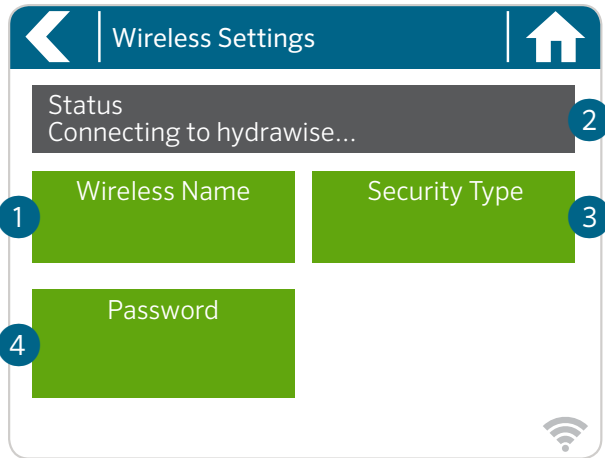 Wireless Settings
Status
Connecting to hydrawise...
2
Wireless Name
Security Type
1
3
Password
4